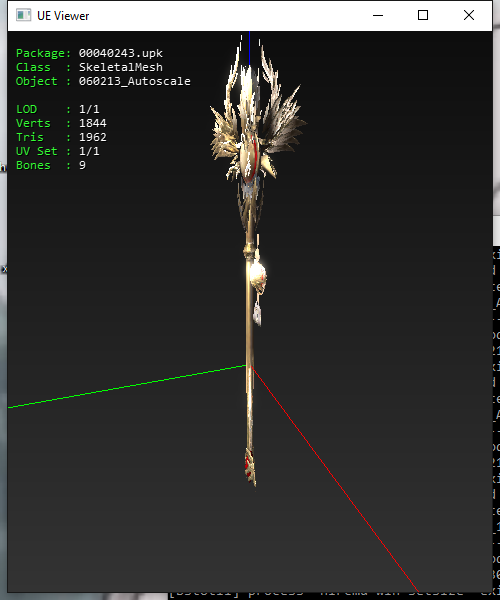 UE Viewer
Package: 00040243.upk
Class : SkeletalMesh
Object : 060213_Autoscale
LOD : 1/1
Verts : 1844
Tris : 1962
UV Set : 1/1
Bones : 9